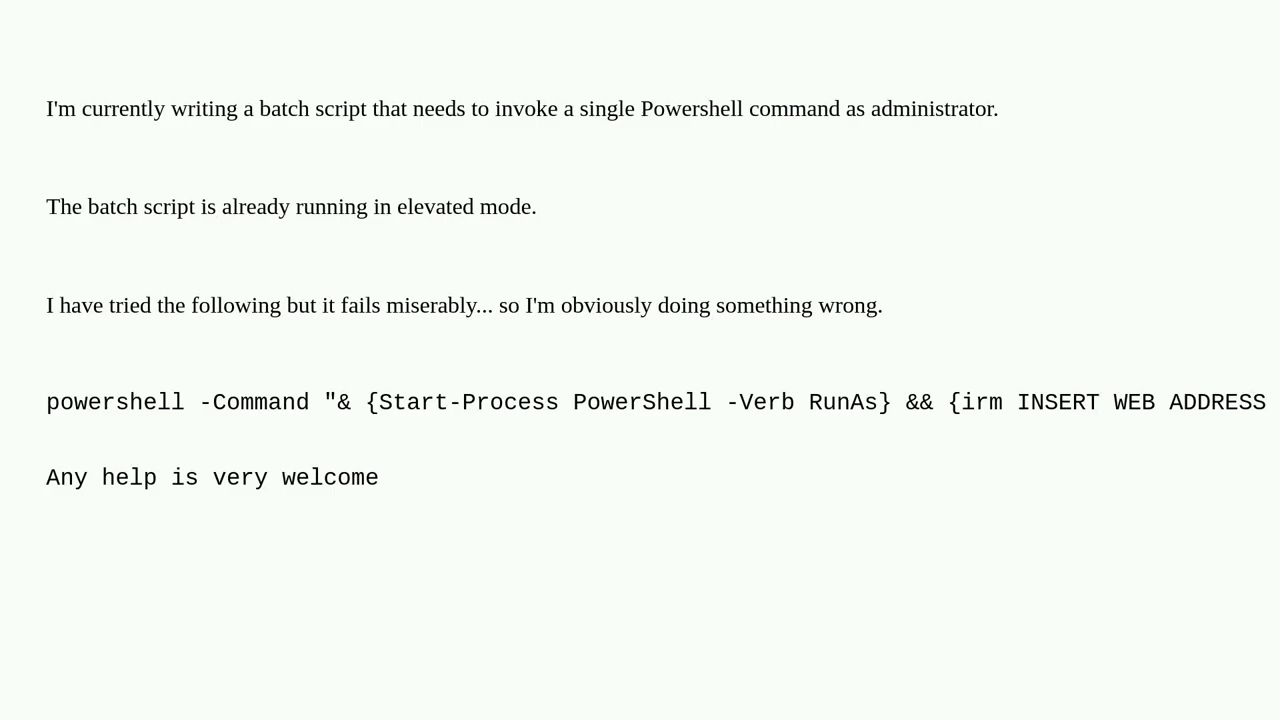 I'm currently writing a batch script that needs to invoke a single Powershell command as administrator.
The batch script is already running in elevated mode.
I have tried the following but it fails miserably... so I'm obviously doing something wrong.
powershell -Command "& {Start-Process PowerShell -Verb RunAs} && {irm INSERT WEB ADDRESS
Any help is very welcome